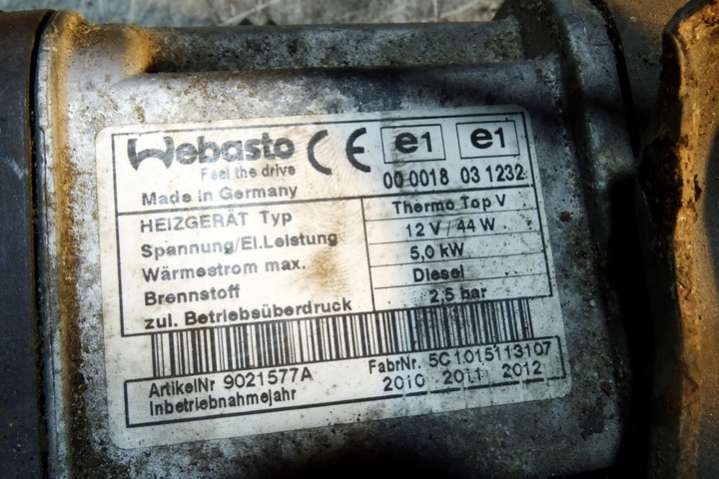 Webasto
Feel the drive
e1 e1
Made in Germany
00 0018 03 1232
HEIZGERÄT Typ Thermo Top V
Spannung/El.Leistung 12 V / 44 W
Wärmestrom max. 5,0 kW
Brennstoff Diesel
zul. Betriebsüberdruck 2,5 bar
ArtikelNr 9021577A FabrNr. 5C1015113107
Inbetriebnahmejahr 2010 2011 2012